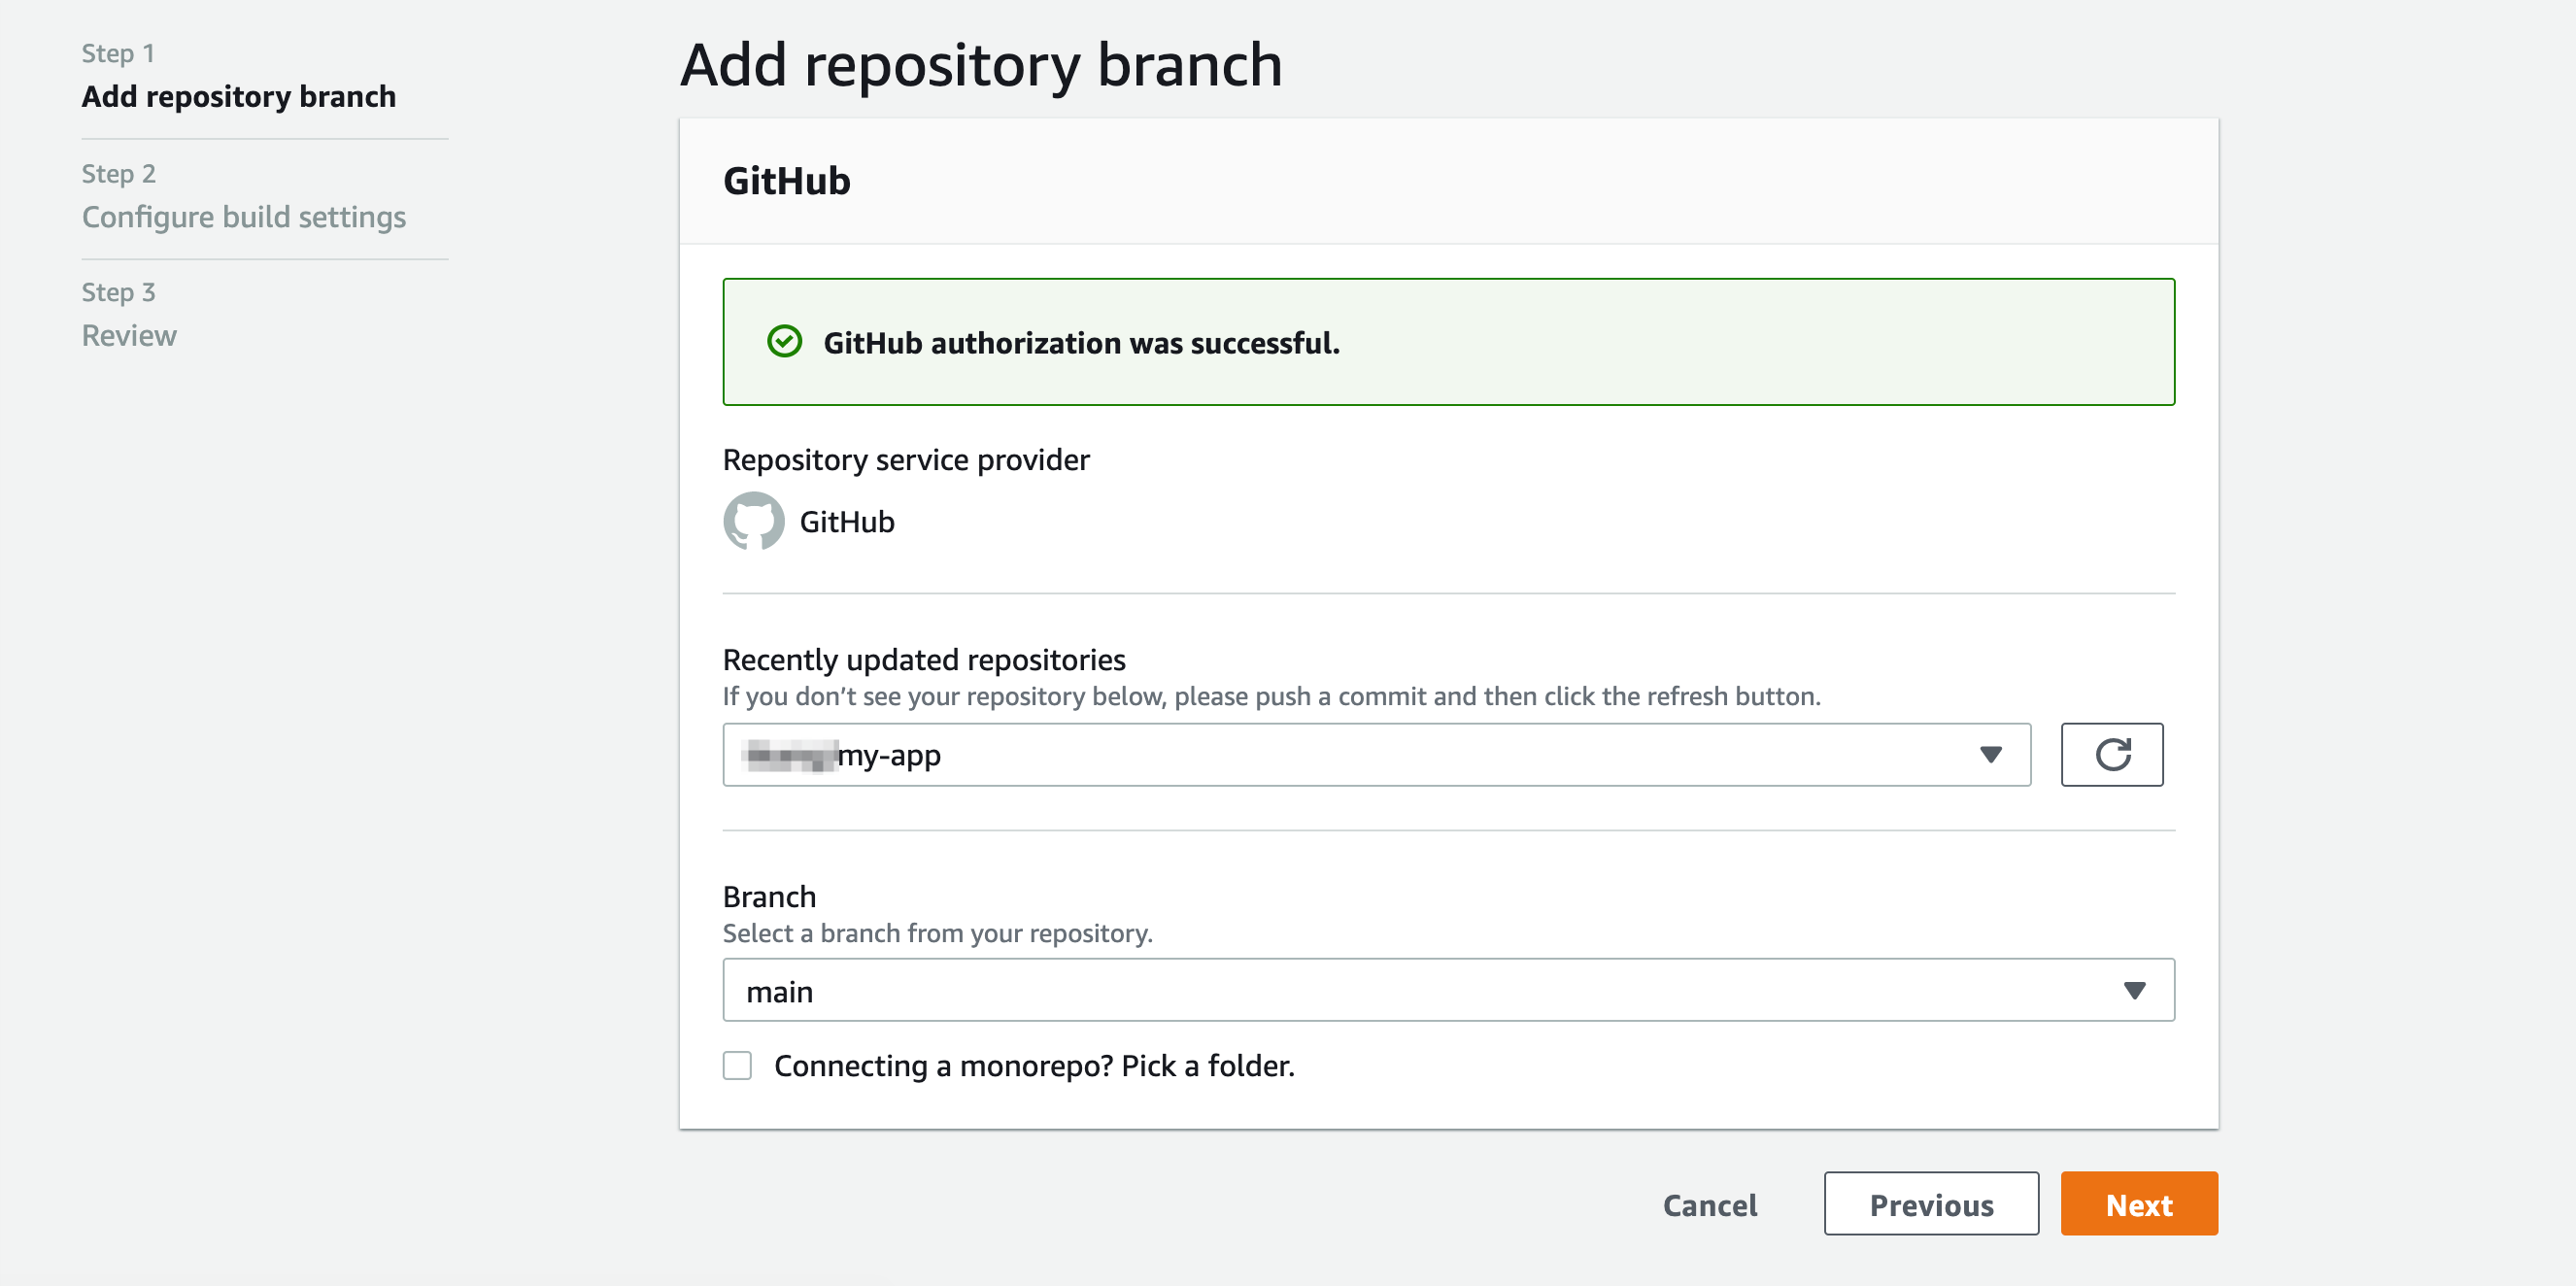 Step 1
Add repository branch
Step 2
Configure build settings
Step 3
Review
Add repository branch
GitHub
GitHub authorization was successful.
Repository service provider
GitHub
Recently updated repositories
If you don’t see your repository below, please push a commit and then click the refresh button.
my-app
Branch
Select a branch from your repository.
main
Connecting a monorepo? Pick a folder.
Cancel
Previous
Next